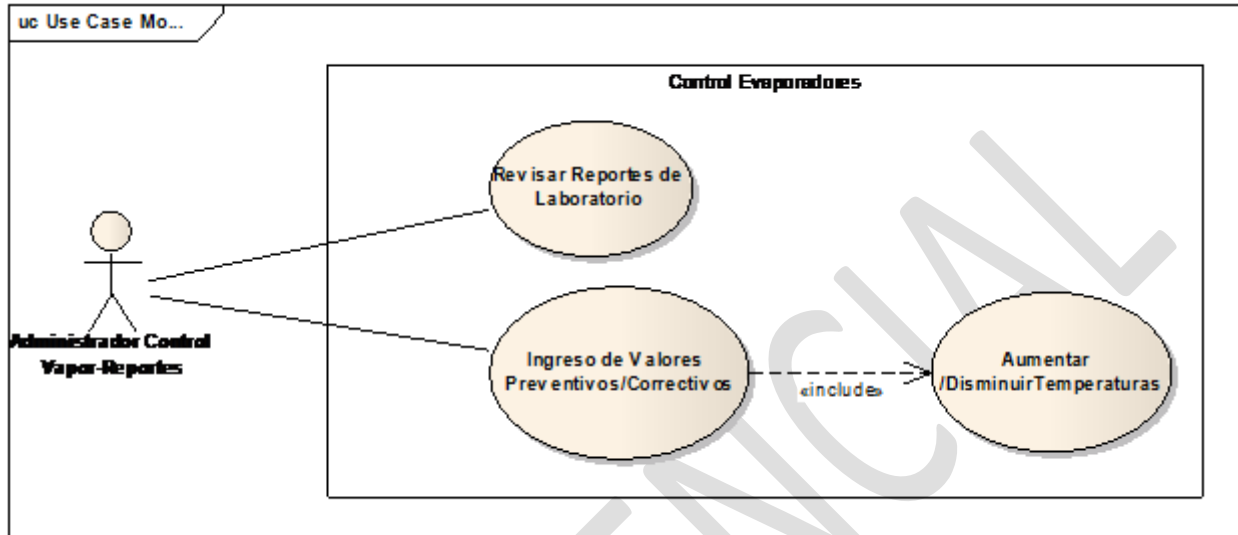 uc Use Case Mo...
Control Evaporadores
Revisar Reportes de
Laboratorio
Administrador Control
Vapor-Reportes
Ingreso de Valores
Preventivos/Correctivos
«include»
Aumentar
/DisminuirTemperaturas
ENCIAL